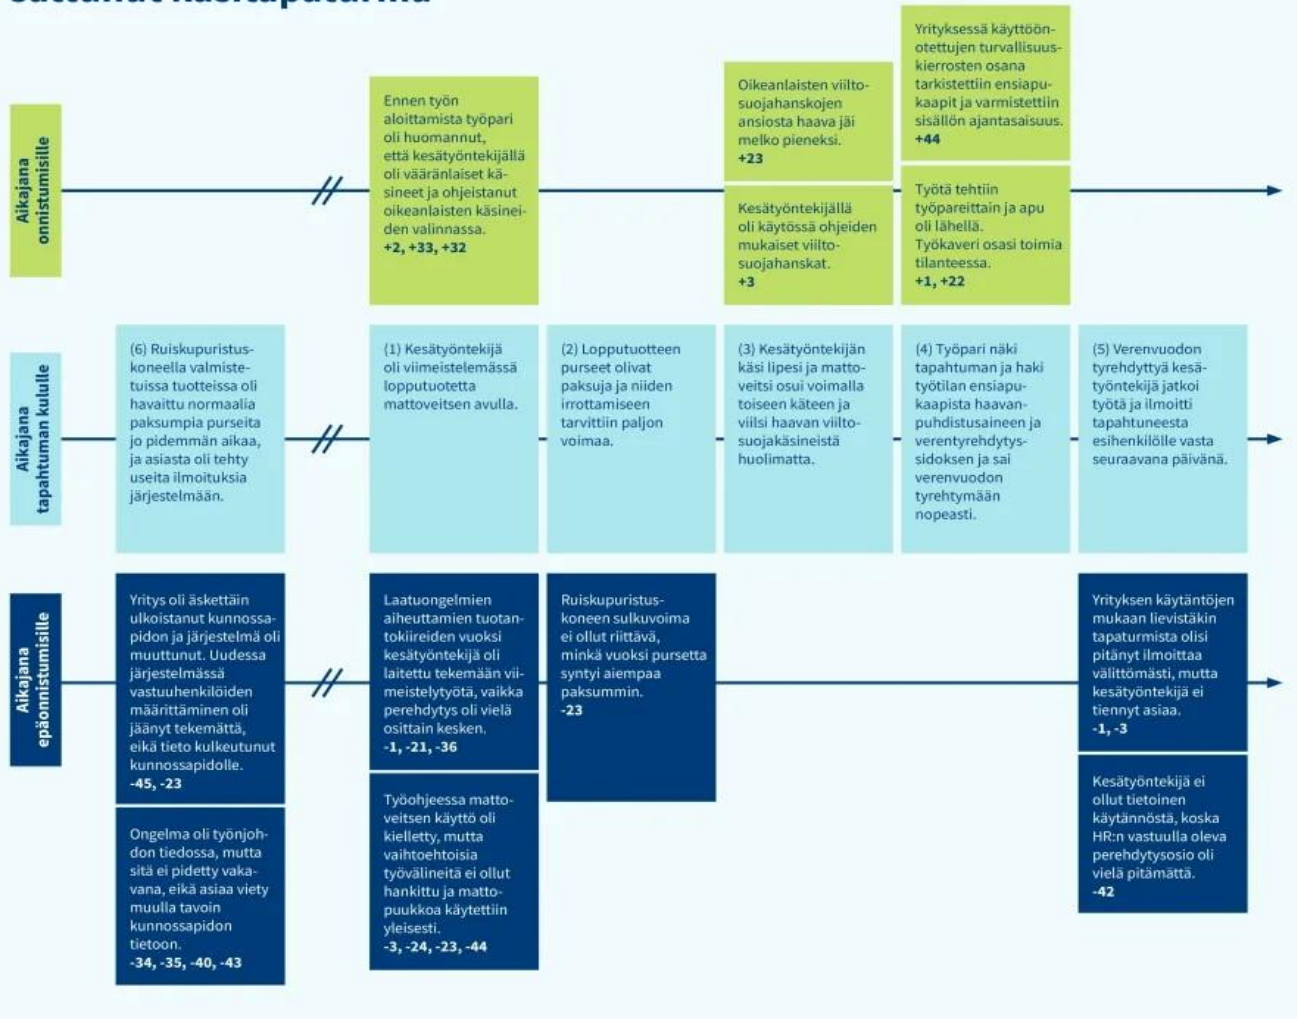 Aikajana
onnistumisille
Ennen työn
aloittamista työpari
oli huomannut,
että kesätyöntekijällä
oli vääränlaiset kä-
sineet ja ohjeistanut
oikeanlaisten käsinei-
den valinnassa.
+2, +33, +32
Oikeanlaisten viilto-
suojahanskojen
ansiosta haava jäi
melko pieneksi.
+23
Kesätyöntekijällä
oli käytössä ohjeiden
mukaiset viilto-
suojahanskat.
+3
Yrityksessä käyttöön-
otettujen turvallisuus-
kierrosten osana
tarkistettiin ensiapu-
kaapit ja varmistettiin
sisällön ajantasaisuus.
+44
Työtä tehtiin
työpareittain ja apu
oli lähellä.
Työkaveri osasi toimia
tilanteessa.
+1, +22
Aikajana
tapahtuman kululle
(6) Ruiskupuristus-
koneella valmiste-
tuissa tuotteissa oli
havaittu normaalia
paksumpia purseita
jo pidemmän aikaa,
ja asiasta oli tehty
useita ilmoituksia
järjestelmään.
(1) Kesätyöntekijä
oli viimeistelemässä
lopputuotetta
mattoveitsen avulla.
(2) Lopputuotteen
purseet olivat
paksuja ja niiden
irrottamiseen
tarvittiin paljon
voimaa.
(3) Kesätyöntekijän
käsi lipesi ja matto-
veitsi osui voimalla
toiseen käteen ja
viilsi haavan viilto-
suojakäsineistä
huolimatta.
(4) Työpari näki
tapahtuman ja haki
työtilan ensiapu-
kaapista haavan-
puhdistusaineen ja
verentyrehdytys-
sidoksen ja sai
verenvuodon
tyrehtymään
nopeasti.
(5) Verenvuodon
tyrehdyttyä kesä-
työntekijä jatkoi
työtä ja ilmoitti
tapahtuneesta
esihenkilölle vasta
seuraavana päivänä.
Aikajana
epäonnistumisille
Yritys oli äskettäin
ulkoistanut kunnossa-
pidon ja järjestelmä oli
muuttunut. Uudessa
järjestelmässä
vastuuhenkilöiden
määrittäminen oli
jäänyt tekemättä,
eikä tieto kulkeutunut
kunnossapidolle.
-45, -23
Ongelma oli työnjoh-
don tiedossa, mutta
sitä ei pidetty vaka-
vana, eikä asiaa viety
muulla tavoin
kunnossapidon
tietoon.
-34, -35, -40, -43
Laatuongelmien
aiheuttamien tuotan-
tokiireiden vuoksi
kesätyöntekijä oli
laitettu tekemään vii-
meistelytyötä, vaikka
perehdytys oli vielä
osittain kesken.
-1, -21, -36
Työohjeessa matto-
veitsen käyttö oli
kielletty, mutta
vaihtoehtoisia
työvälineitä ei ollut
hankittu ja matto-
puukkoa käytettiin
yleisesti.
-3, -24, -23, -44
Ruiskupuristus-
koneen sulkuvoima
ei ollut riittävä,
minkä vuoksi pursetta
syntyi aiempaa
paksummin.
-23
Yrityksen käytäntöjen
mukaan lievistäkin
tapaturmista olisi
pitänyt ilmoittaa
välittömästi, mutta
kesätyöntekijä ei
tiennyt asiaa.
-1, -3
Kesätyöntekijä ei
ollut tietoinen
käytännöstä, koska
HR:n vastuulla oleva
perehdytysosio oli
vielä pitämättä.
-42